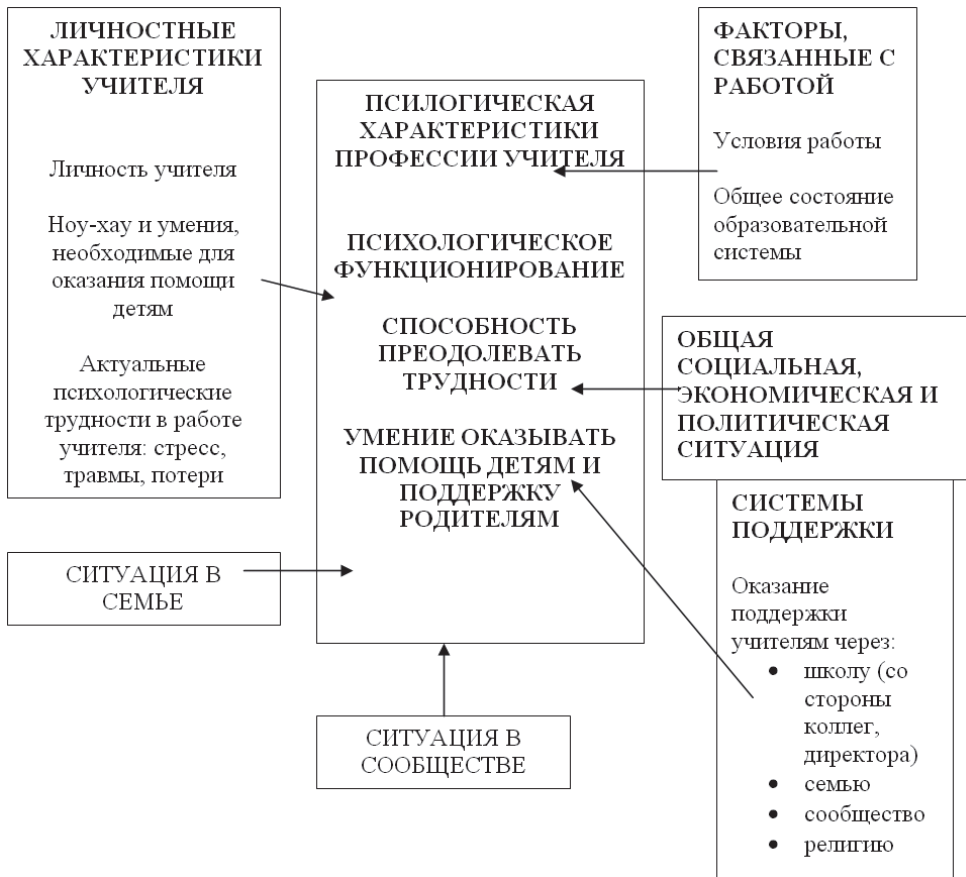 ЛИЧНОСТНЫЕ
ХАРАКТЕРИСТИКИ
УЧИТЕЛЯ
Личность учителя
Ноу-хау и умения,
необходимые для
оказания помощи
детям
Актуальные
психологические
трудности в работе
учителя: стресс,
травмы, потери
СИТУАЦИЯ В
СЕМЬЕ
ПСИЛОГИЧЕСКАЯ
ХАРАКТЕРИСТИКИ
ПРОФЕССИИ УЧИТЕЛЯ
ПСИХОЛОГИЧЕСКОЕ
ФУНКЦИОНИРОВАНИЕ
СПОСОБНОСТЬ
ПРЕОДОЛЕВАТЬ
ТРУДНОСТИ
УМЕНИЕ ОКАЗЫВАТЬ
ПОМОЩЬ ДЕТЯМ И
ПОДДЕРЖКУ
РОДИТЕЛЯМ
СИТУАЦИЯ В
СООБЩЕСТВЕ
ФАКТОРЫ,
СВЯЗАННЫЕ С
РАБОТОЙ
Условия работы
Общее состояние
образовательной
системы
ОБЩАЯ
СОЦИАЛЬНАЯ,
ЭКОНОМИЧЕСКАЯ И
ПОЛИТИЧЕСКАЯ
СИТУАЦИЯ
СИСТЕМЫ
ПОДДЕРЖКИ
Оказание
поддержки
учителям через:
• школу (со
стороны
коллег,
директора)
• семью
• сообщество
• религию